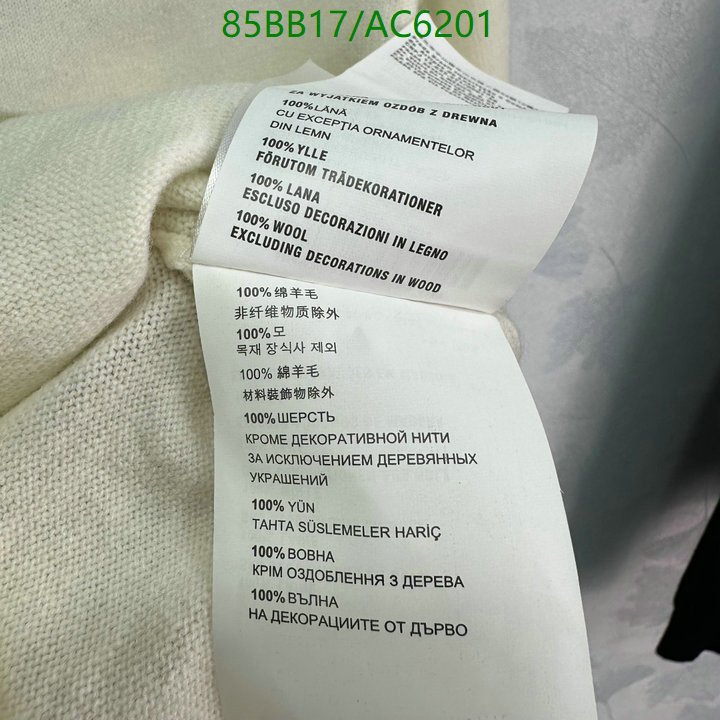 85BB17/AC6201
ZA WYJĄTKIEM OZDÓB Z DREWNA
100%LÂNĂ
CU EXCEPȚIA ORNAMENTELOR
DIN LEMN
100%YLLE
FÖRUTOM TRÄDEKORATIONER
100% LANA
ESCLUSO DECORAZIONI IN LEGNO
100% WOOL
EXCLUDING DECORATIONS IN WOOD
100% 绵羊毛
非纤维物质除外
100% 모
목재 장식사 제외
100% 綿羊毛
材料裝飾物除外
100% ШЕРСТЬ
КРОМЕ ДЕКОРАТИВНОЙ НИТИ
ЗА ИСКЛЮЧЕНИЕМ ДЕРЕВЯННЫХ
УКРАШЕНИЙ
100% YÜN
TAHTA SÜSLEMELER HARİÇ
100% ВОВНА
КРІМ ОЗДОБЛЕННЯ З ДЕРЕВА
100% ВЪЛНА
НА ДЕКОРАЦИИТЕ ОТ ДЪРВО